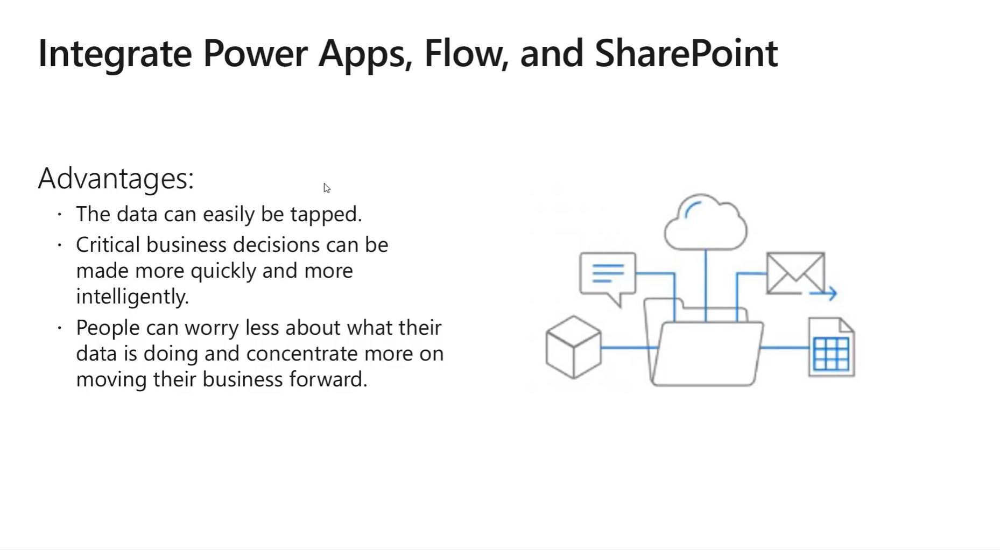 Integrate Power Apps, Flow, and SharePoint
Advantages:
· The data can easily be tapped.
· Critical business decisions can be
made more quickly and more
intelligently.
· People can worry less about what their
data is doing and concentrate more on
moving their business forward.